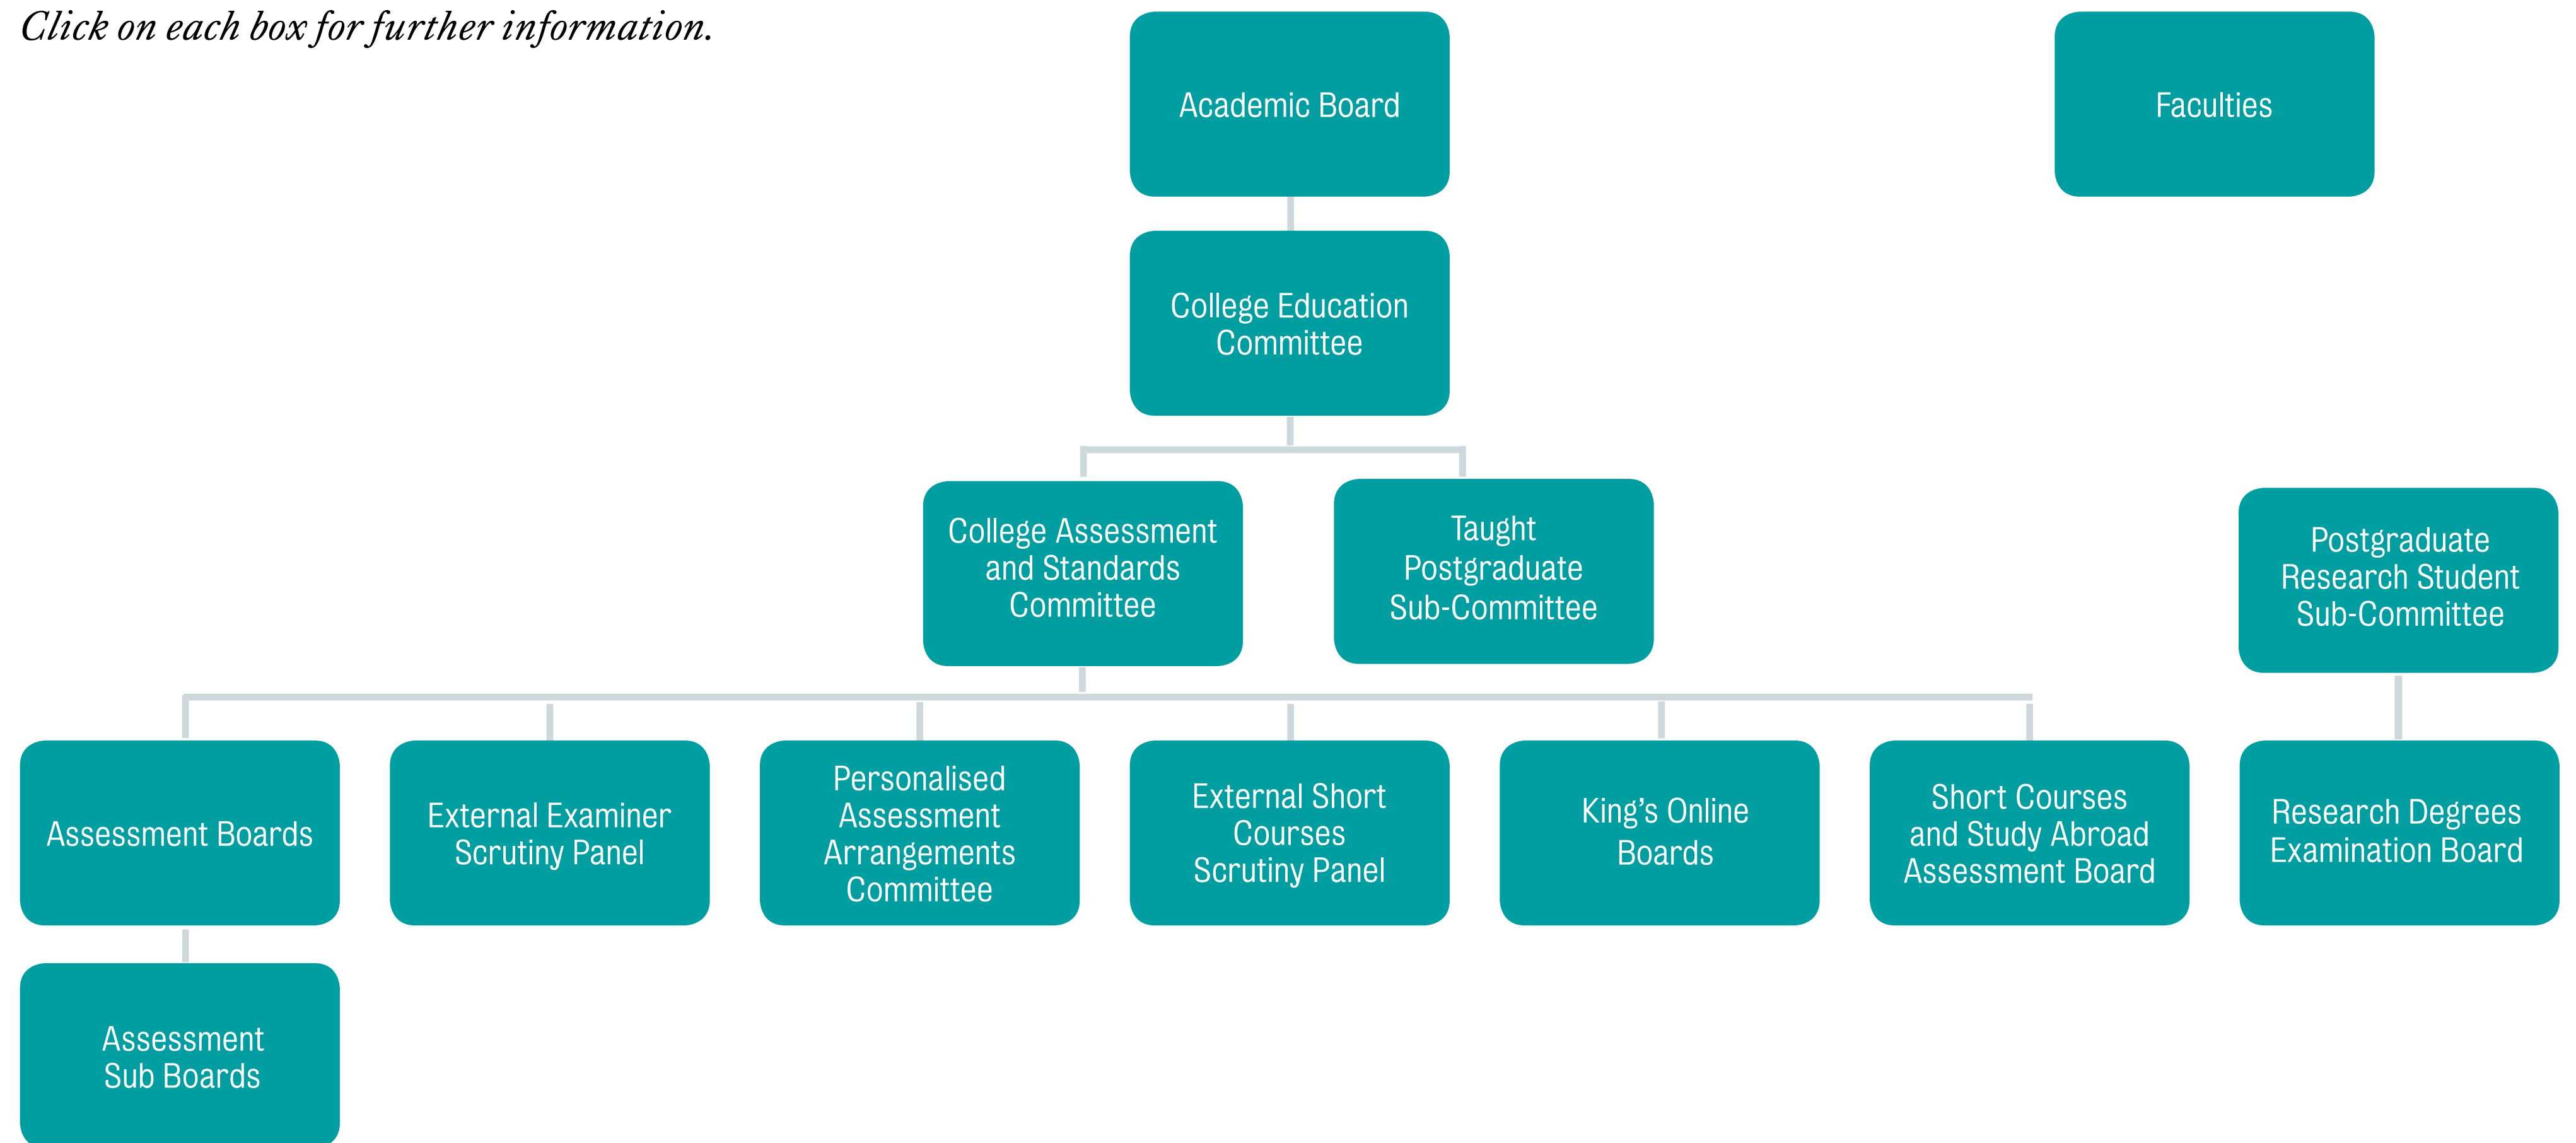 Click on each box for further information.
Academic Board
Faculties
College Education
Committee
College Assessment
and Standards
Committee
Taught
Postgraduate
Sub-Committee
Postgraduate
Research Student
Sub-Committee
Assessment Boards
External Examiner
Scrutiny Panel
Personalised
Assessment
Arrangements
Committee
External Short
Courses
Scrutiny Panel
King’s Online
Boards
Short Courses
and Study Abroad
Assessment Board
Research Degrees
Examination Board
Assessment
Sub Boards